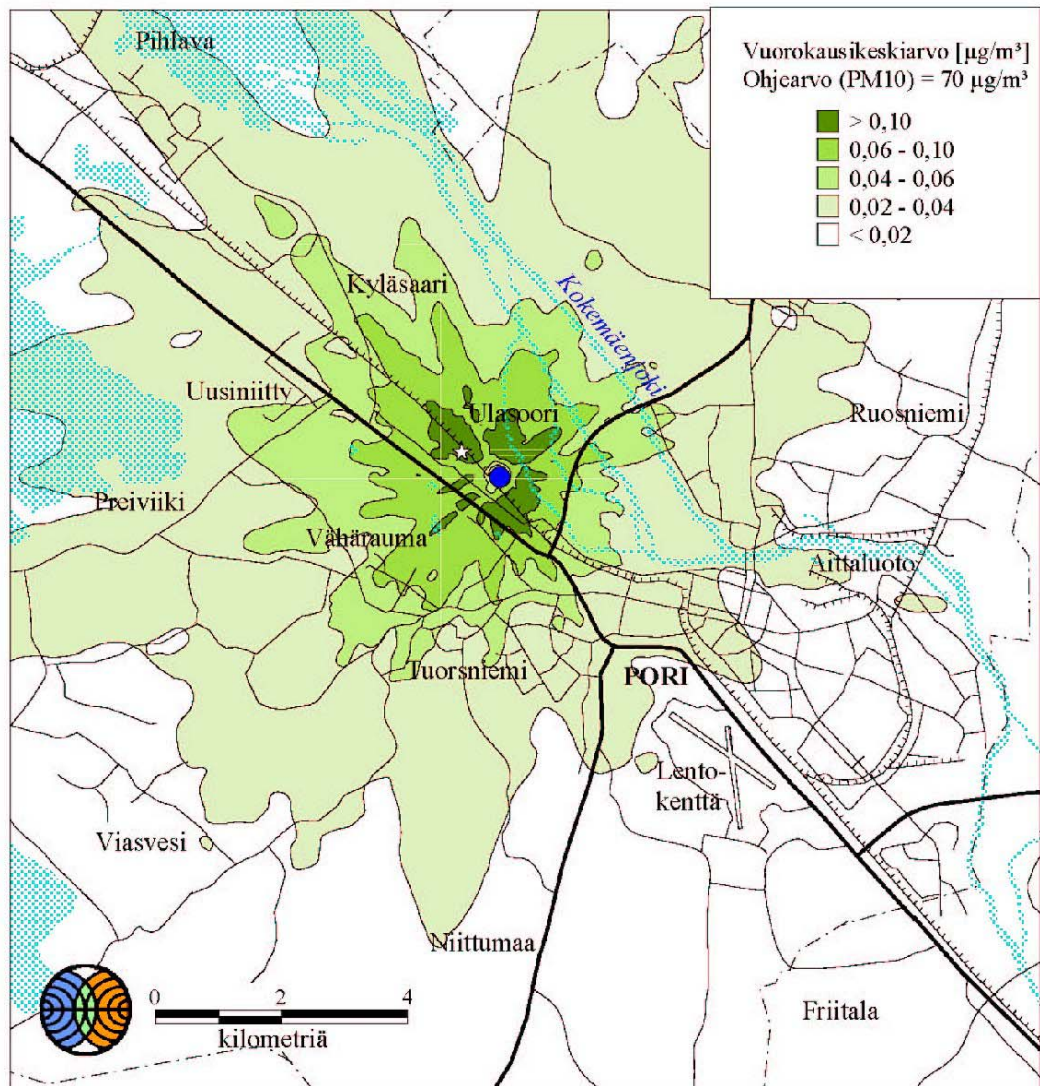 Pihlava
Vuorokausikeskiarvo [µg/m³]
Ohjearvo (PM10) = 70 µg/m³
> 0,10
0,06 - 0,10
0,04 - 0,06
0,02 - 0,04
< 0,02
Kyläsaari
Kokemäenjoki
Uusiniitty
Ulasoori
Ruosniemi
Preiviiki
Vähärauma
Aittaluoto
Tuorsniemi
PORI
Lento-
kenttä
Viasvesi
Niittumaa
0 2 4
kilometriä
Friitala